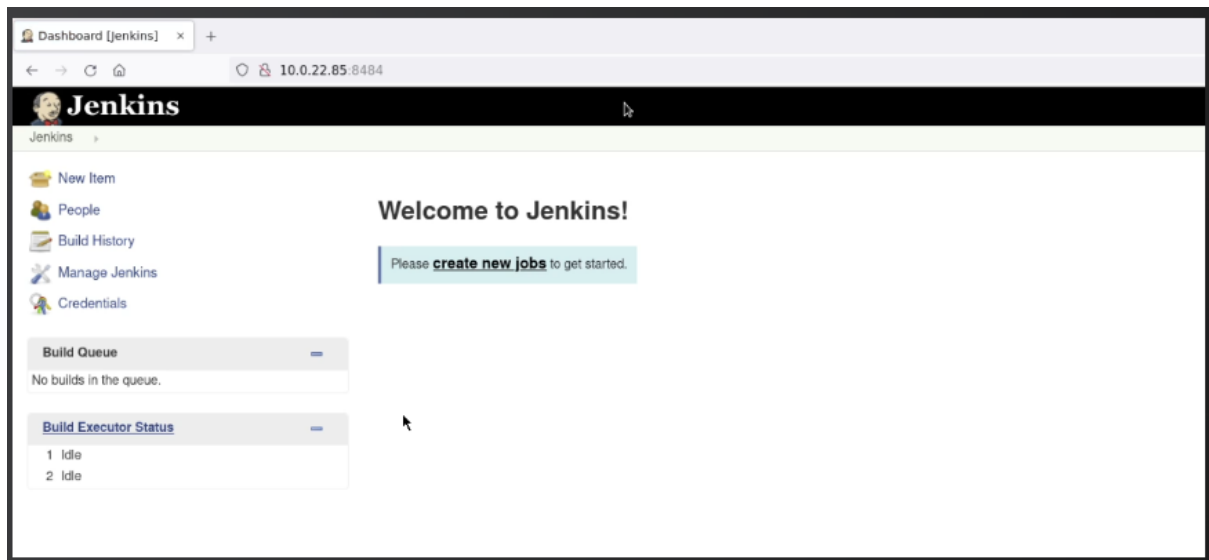 Dashboard [Jenkins] × +
10.0.22.85:8484
Jenkins
Jenkins
New Item
People
Build History
Manage Jenkins
Credentials
Welcome to Jenkins!
Please create new jobs to get started.
Build Queue
No builds in the queue.
Build Executor Status
1 Idle
2 Idle